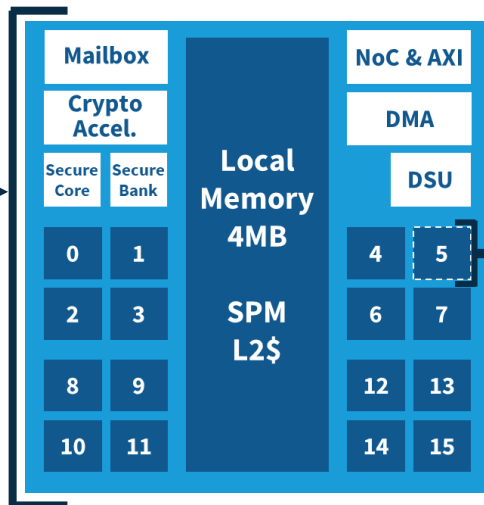 Mailbox
Crypto
Accel.
Secure
Core
Secure
Bank
0
1
2
3
8
9
10
11
Local
Memory
4MB
SPM
L2$
NoC & AXI
DMA
DSU
4
5
6
7
12
13
14
15